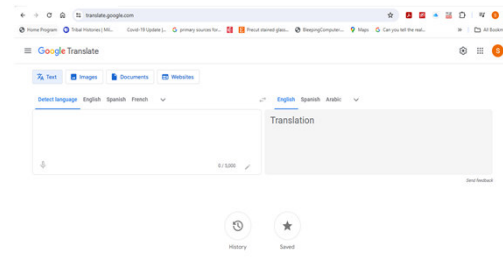 translate.google.com
Home Program Tribal Histories | Mil... Covid-19 Update |... primary sources for... Precut stained glass... BleepingComputer... Maps Can you tell the real... All Bookm
Google Translate
S
Text Images Documents Websites
Detect language English Spanish French English Spanish Arabic
Translation
0 / 5,000
Send feedback
History Saved